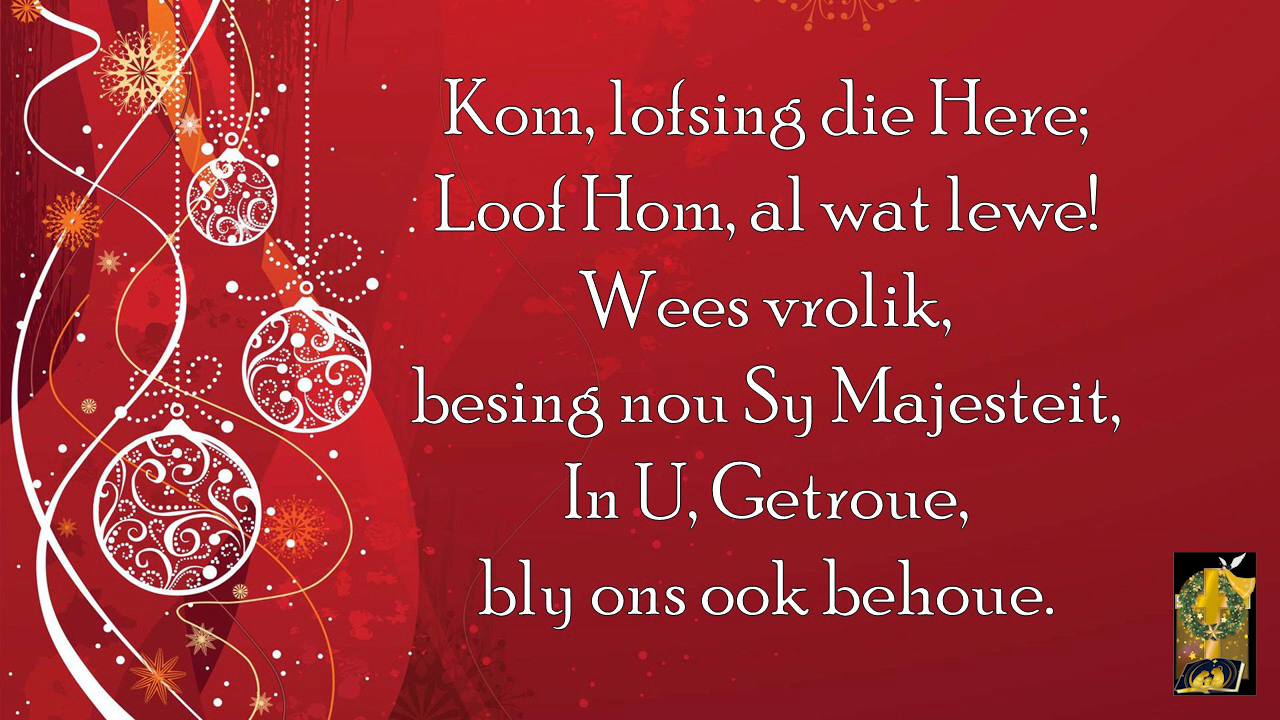 Kom, lofsing die Here;
Loof Hom, al wat lewe!
Wees vrolik,
besing nou Sy Majesteit,
In U, Getroue,
bly ons ook behoue.